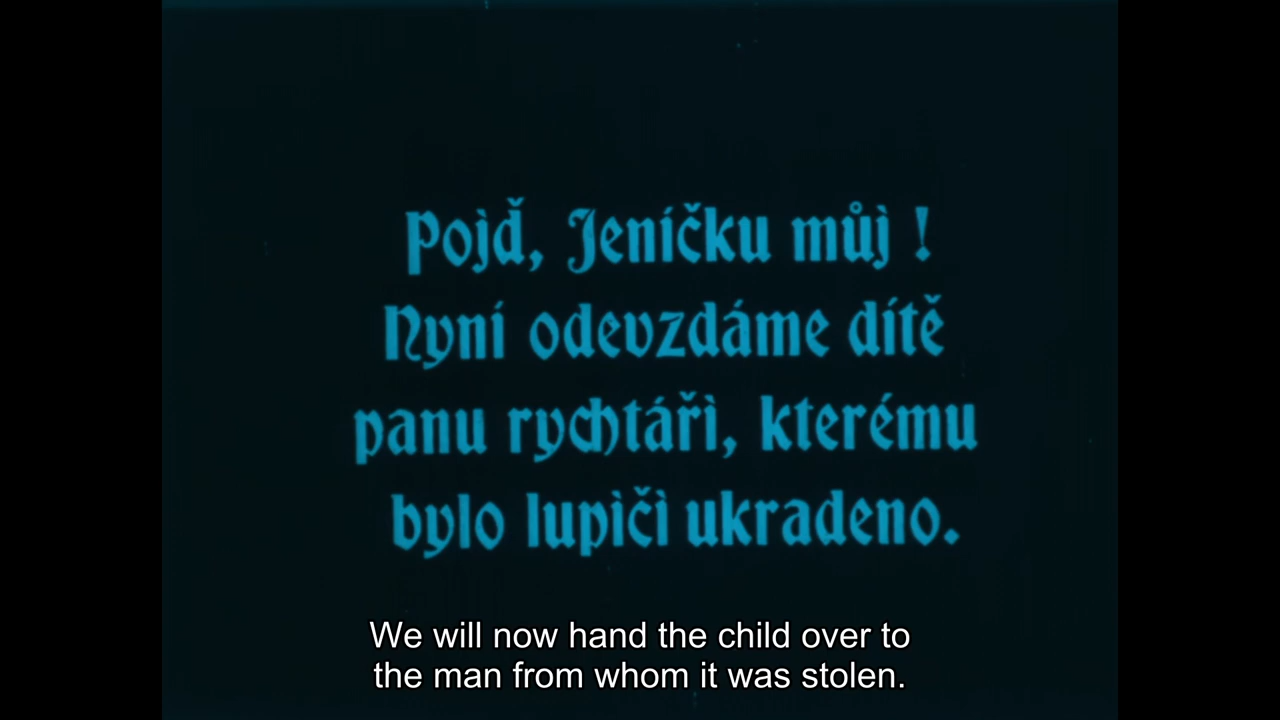 Pojď, Jeníčku můj !
Nyní odevzdáme dítě
panu rychtáři, kterému
bylo lupiči ukradeno.
We will now hand the child over to
the man from whom it was stolen.